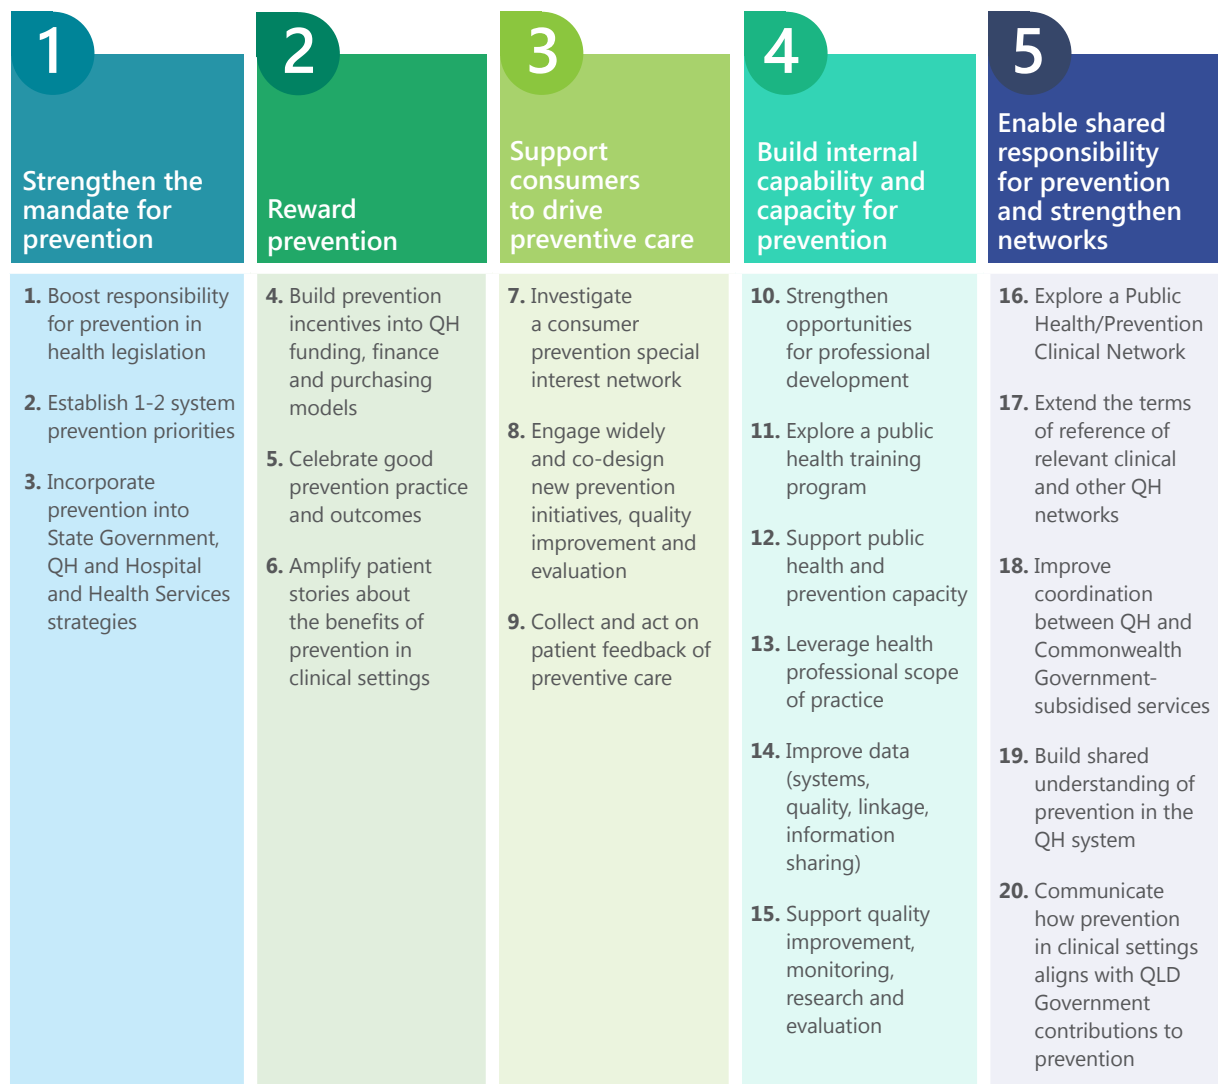 1
Strengthen the
mandate for
prevention
1. Boost responsibility
for prevention in
health legislation
2. Establish 1-2 system
prevention priorities
3. Incorporate
prevention into
State Government,
QH and Hospital
and Health Services
strategies
2
Reward
prevention
4. Build prevention
incentives into QH
funding, finance
and purchasing
models
5. Celebrate good
prevention practice
and outcomes
6. Amplify patient
stories about
the benefits of
prevention in
clinical settings
3
Support
consumers
to drive
preventive care
7. Investigate
a consumer
prevention special
interest network
8. Engage widely
and co-design
new prevention
initiatives, quality
improvement and
evaluation
9. Collect and act on
patient feedback of
preventive care
4
Build internal
capability and
capacity for
prevention
10. Strengthen
opportunities
for professional
development
11. Explore a public
health training
program
12. Support public
health and
prevention capacity
13. Leverage health
professional scope
of practice
14. Improve data
(systems,
quality, linkage,
information
sharing)
15. Support quality
improvement,
monitoring,
research and
evaluation
5
Enable shared
responsibility
for prevention
and strengthen
networks
16. Explore a Public
Health/Prevention
Clinical Network
17. Extend the terms
of reference of
relevant clinical
and other QH
networks
18. Improve
coordination
between QH and
Commonwealth
Government-
subsidised services
19. Build shared
understanding of
prevention in the
QH system
20. Communicate
how prevention
in clinical settings
aligns with QLD
Government
contributions to
prevention